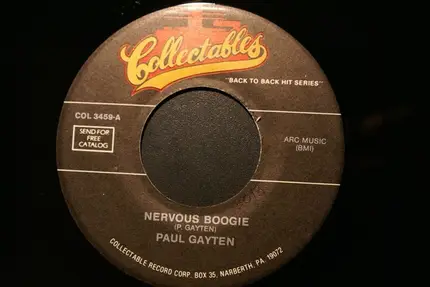 Collectables
"BACK TO BACK HIT SERIES"
COL 3459-A
SEND FOR
FREE
CATALOG
ARC MUSIC
(BMI)
NERVOUS BOOGIE
(P. GAYTEN)
PAUL GAYTEN
COLLECTABLE RECORD CORP. BOX 35, NARBERTH, PA. 19072